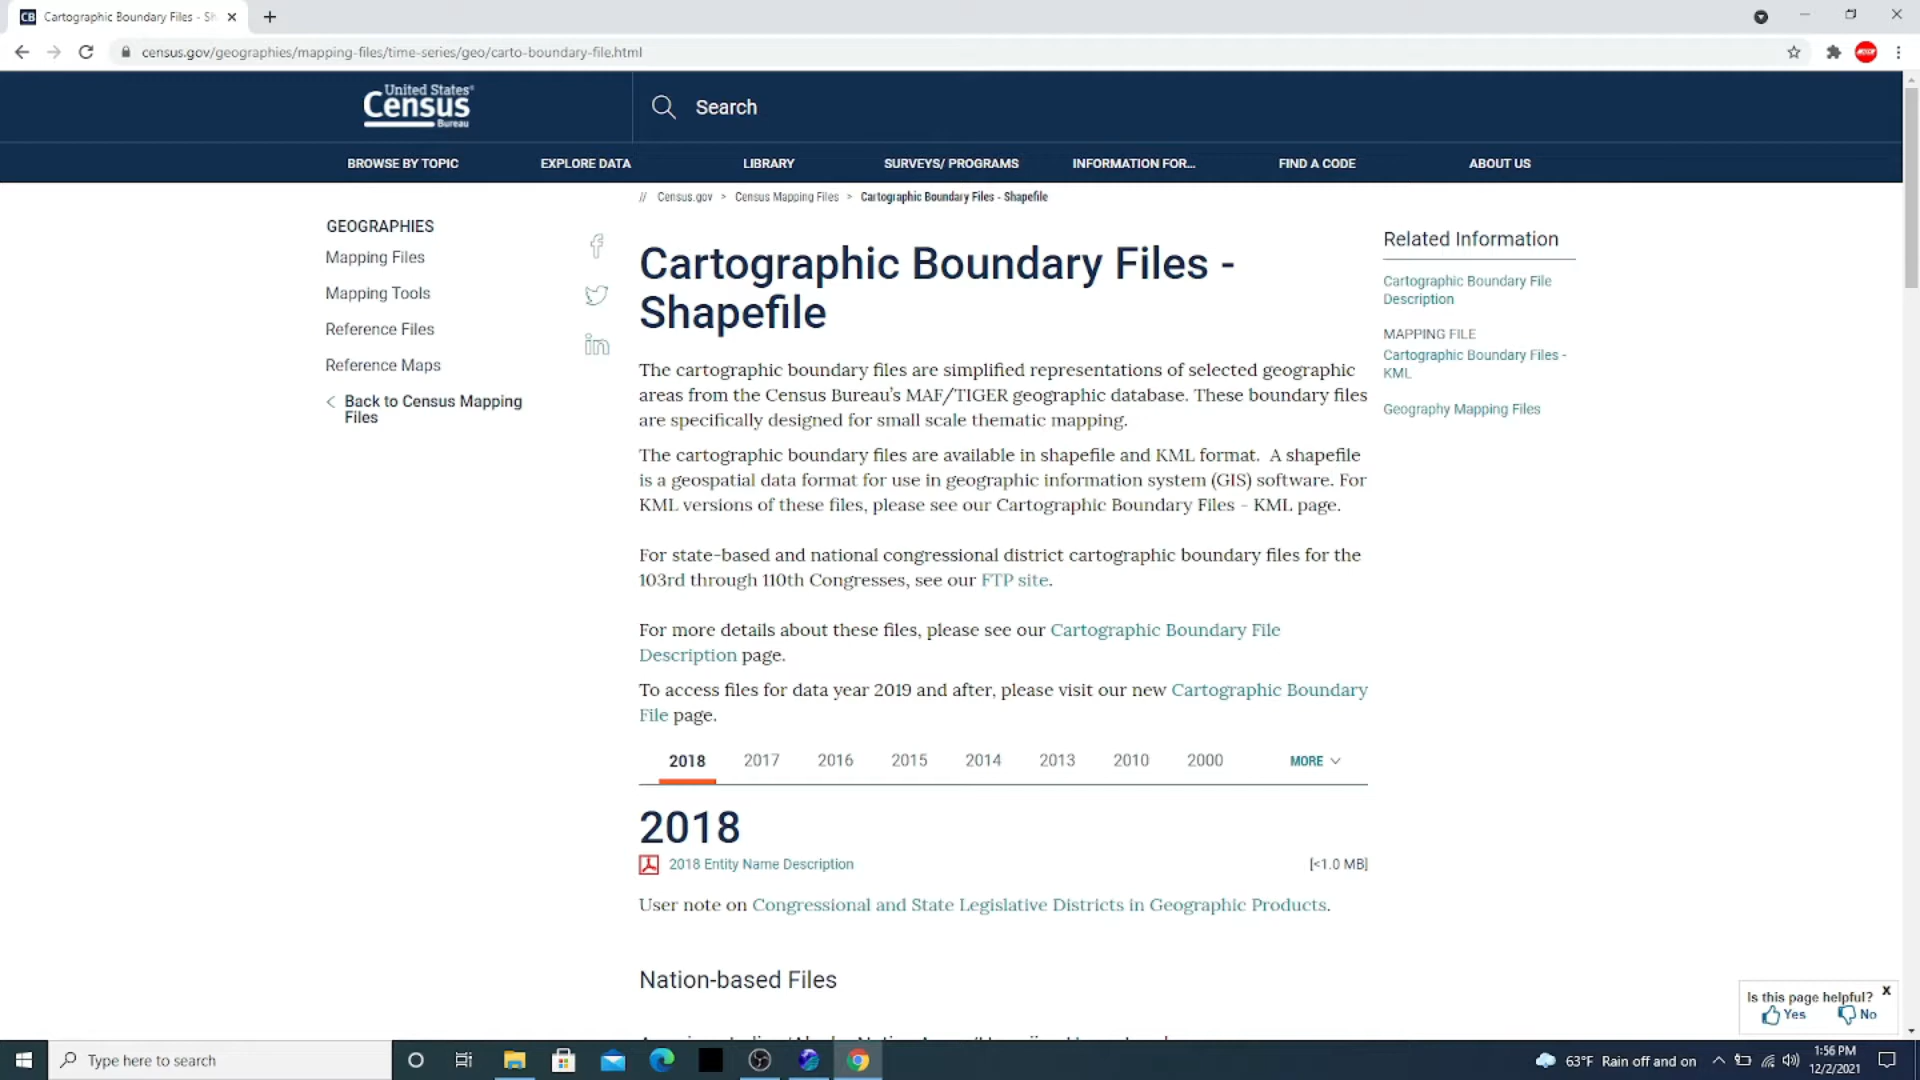 CB Cartographic Boundary Files - Sh
census.gov/geographies/mapping-files/time-series/geo/carto-boundary-file.html
United States®
Census
Bureau
Search
BROWSE BY TOPIC
EXPLORE DATA
LIBRARY
SURVEYS/ PROGRAMS
INFORMATION FOR...
FIND A CODE
ABOUT US
// Census.gov > Census Mapping Files > Cartographic Boundary Files - Shapefile
GEOGRAPHIES
Mapping Files
Mapping Tools
Reference Files
Reference Maps
Back to Census Mapping
Files
Cartographic Boundary Files -
Shapefile
The cartographic boundary files are simplified representations of selected geographic
areas from the Census Bureau's MAF/TIGER geographic database. These boundary files
are specifically designed for small scale thematic mapping.
The cartographic boundary files are available in shapefile and KML format.  A shapefile
is a geospatial data format for use in geographic information system (GIS) software. For
KML versions of these files, please see our Cartographic Boundary Files - KML page.
For state-based and national congressional district cartographic boundary files for the
103rd through 110th Congresses, see our FTP site.
For more details about these files, please see our Cartographic Boundary File
Description page.
To access files for data year 2019 and after, please visit our new Cartographic Boundary
File page.
2018 2017 2016 2015 2014 2013 2010 2000 MORE
2018
2018 Entity Name Description [<1.0 MB]
User note on Congressional and State Legislative Districts in Geographic Products.
Nation-based Files
Related Information
Cartographic Boundary File
Description
MAPPING FILE
Cartographic Boundary Files -
KML
Geography Mapping Files
Is this page helpful? X
Yes No
Type here to search
63°F Rain off and on
1:56 PM
12/2/2021